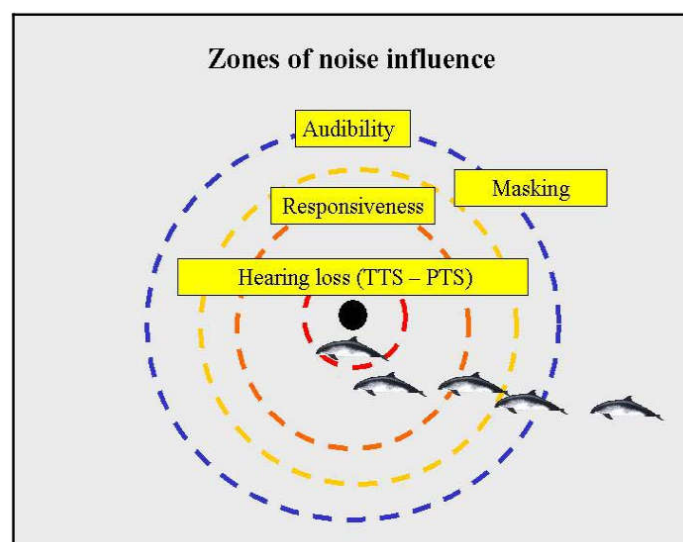 Zones of noise influence
Audibility
Masking
Responsiveness
Hearing loss (TTS – PTS)